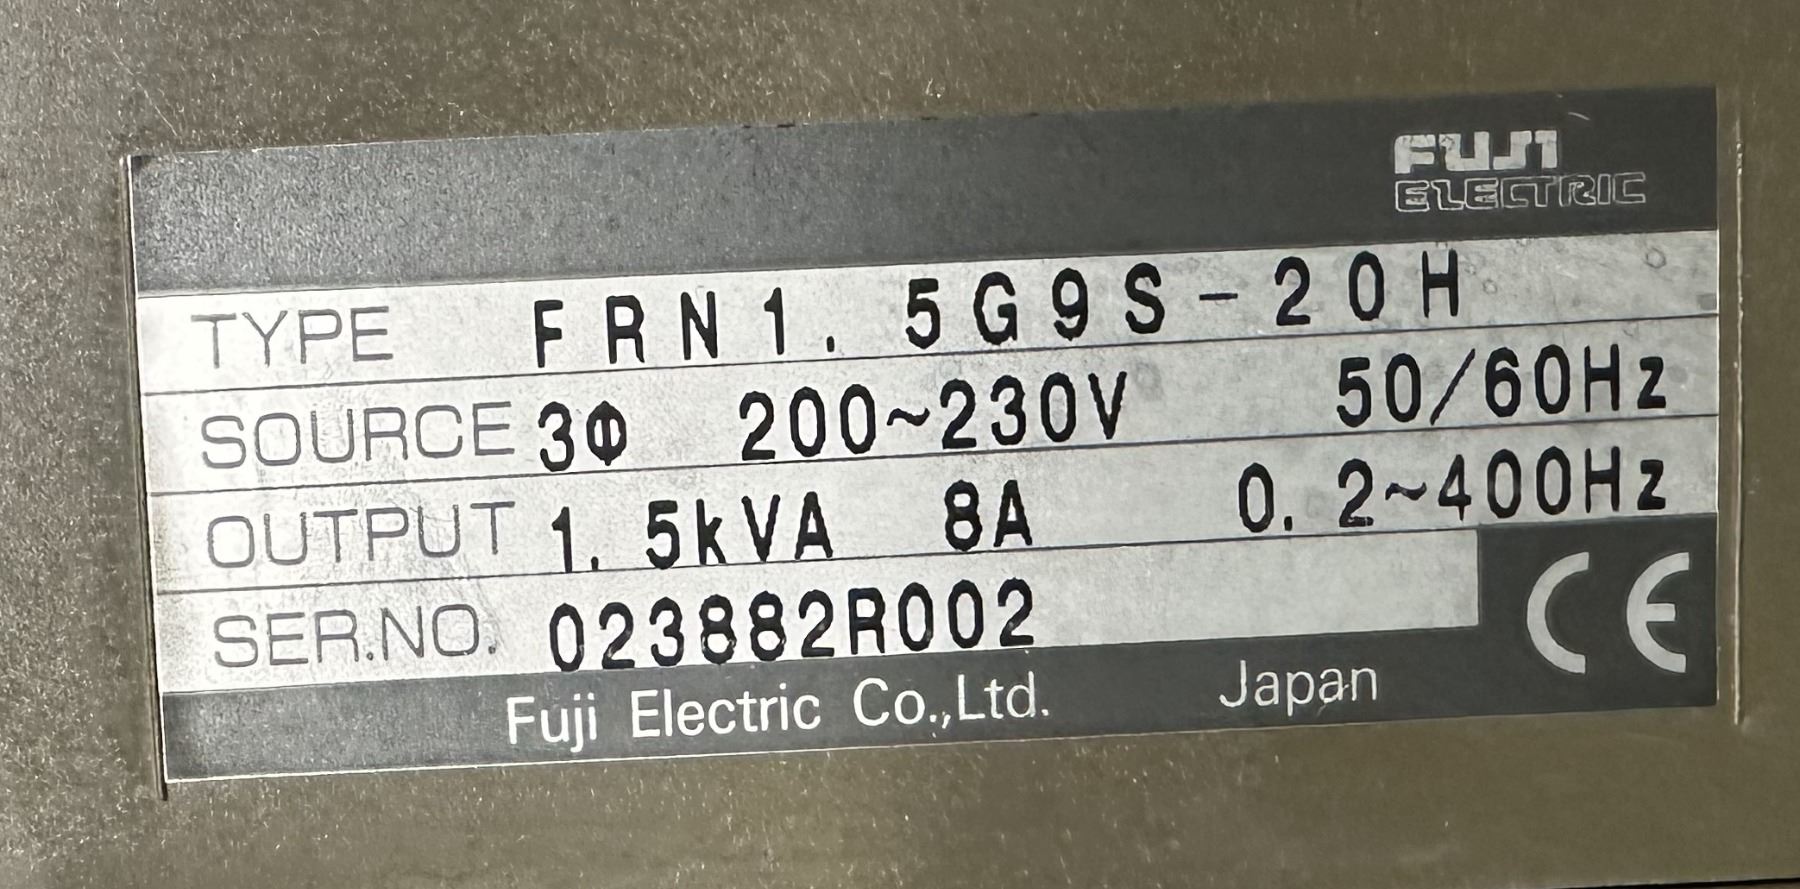 FUJI
ELECTRIC
TYPE FRN1.5G9S-20H
SOURCE 3Φ 200~230V 50/60Hz
OUTPUT 1.5kVA 8A 0.2~400Hz
SER.NO. 023882R002
CE
Fuji Electric Co.,Ltd. Japan